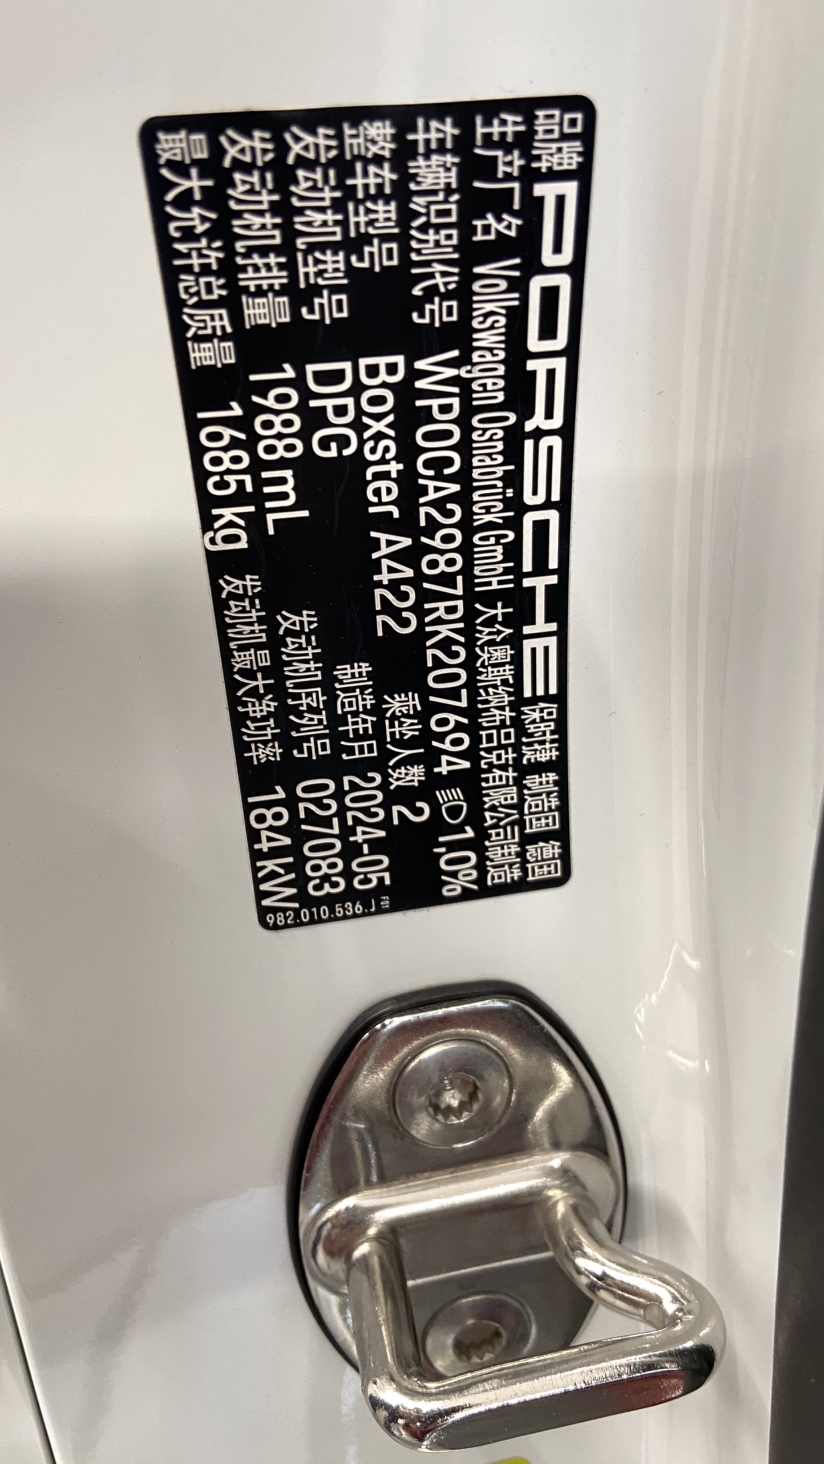 品牌 PORSCHE 保时捷 制造国 德国
生产厂名 Volkswagen Osnabrück GmbH 大众奥斯纳布吕克有限公司制造
车辆识别代号 WP0CA2987RK207694 1,0%
整车型号 Boxster A422 乘坐人数 2
发动机型号 DPG 制造年月 2024-05
发动机排量 1988 mL 发动机序列号 027083
最大允许总质量 1685 kg 发动机最大净功率 184 kW
982.010.536.J